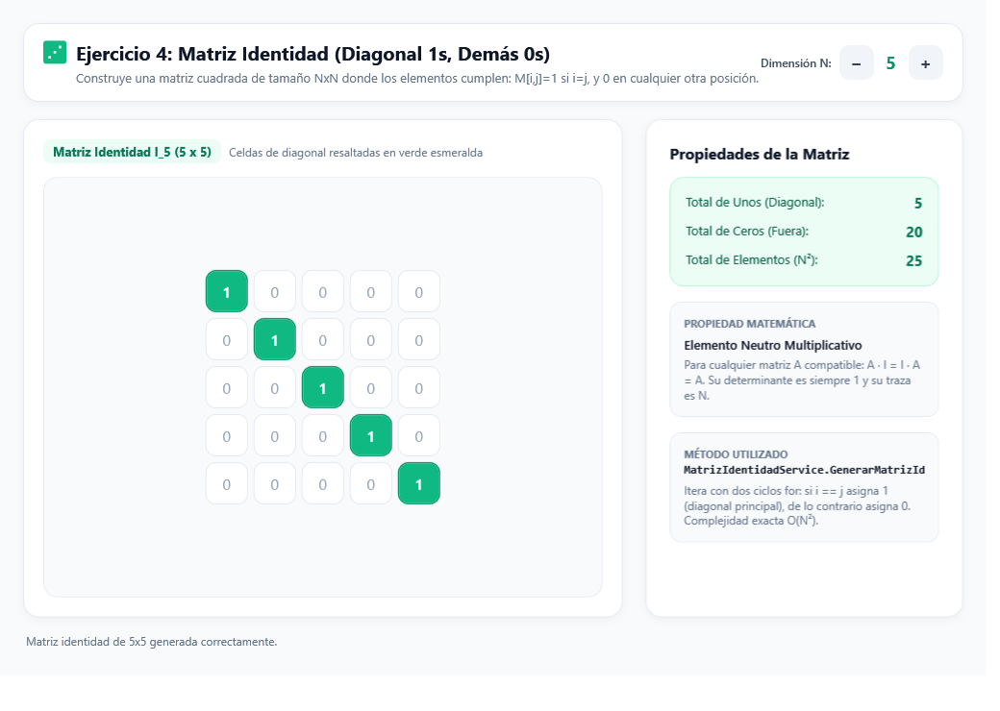 Ejercicio 4: Matriz Identidad (Diagonal 1s, Demás 0s)
Construye una matriz cuadrada de tamaño NxN donde los elementos cumplen: M[i,j]=1 si i=j, y 0 en cualquier otra posición.
Dimensión N:
−
5
+
Matriz Identidad I_5 (5 x 5)
Celdas de diagonal resaltadas en verde esmeralda
1 0 0 0 0
0 1 0 0 0
0 0 1 0 0
0 0 0 1 0
0 0 0 0 1
Propiedades de la Matriz
Total de Unos (Diagonal): 5
Total de Ceros (Fuera): 20
Total de Elementos (N²): 25
PROPIEDAD MATEMÁTICA
Elemento Neutro Multiplicativo
Para cualquier matriz A compatible: A · I = I · A
= A. Su determinante es siempre 1 y su traza
es N.
MÉTODO UTILIZADO
MatrizIdentidadService.GenerarMatrizId
Itera con dos ciclos for: si i == j asigna 1
(diagonal principal), de lo contrario asigna 0.
Complejidad exacta O(N²).
Matriz identidad de 5x5 generada correctamente.